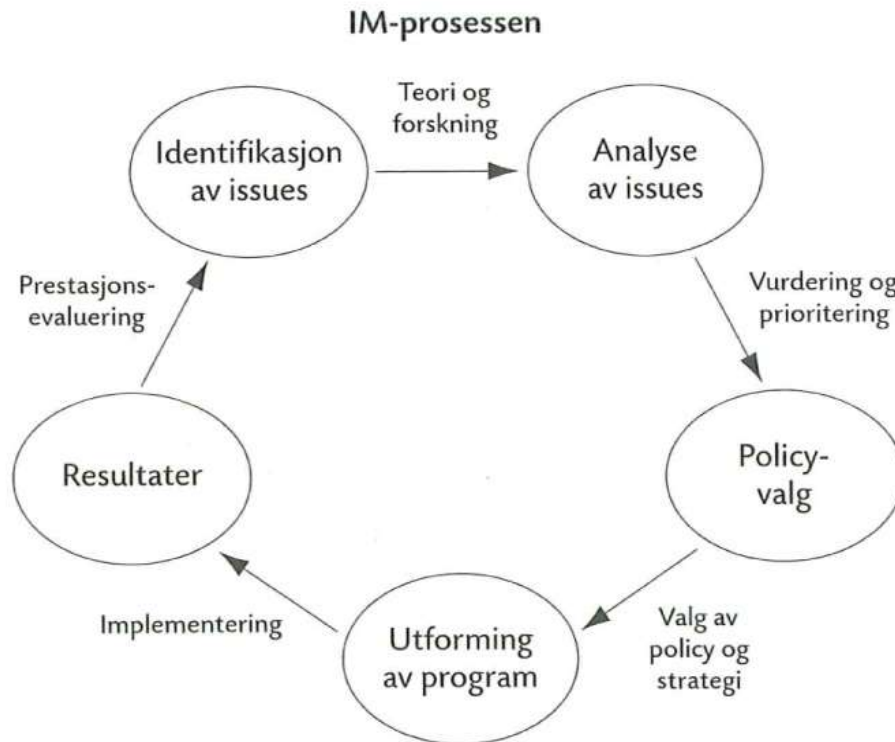 IM-prosessen
Identifikasjon
av issues
Teori og
forskning
Analyse
av issues
Vurdering og
prioritering
Policy-
valg
Valg av
policy og
strategi
Utforming
av program
Implementering
Resultater
Prestasjons-
evaluering